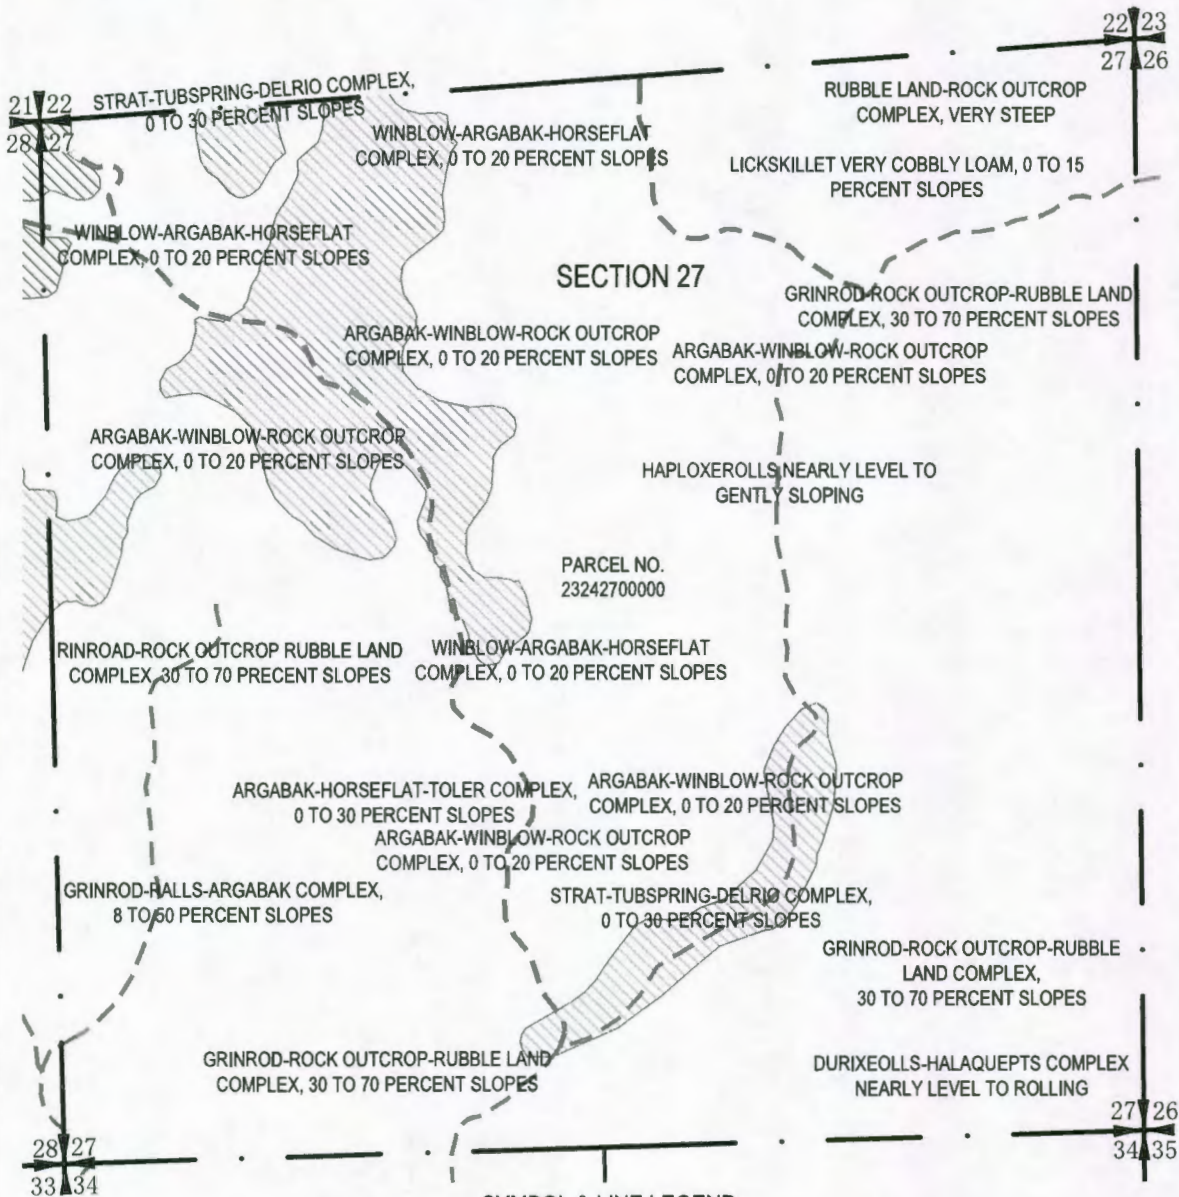 22 23
27 26
21 22
28 27
STRAT-TUBSPRING-DELRIO COMPLEX,
0 TO 30 PERCENT SLOPES
WINBLOW-ARGABAK-HORSEFLAT
COMPLEX, 0 TO 20 PERCENT SLOPES
RUBBLE LAND-ROCK OUTCROP
COMPLEX, VERY STEEP
LICKSKILLET VERY COBBLY LOAM, 0 TO 15
PERCENT SLOPES
WINBLOW-ARGABAK-HORSEFLAT
COMPLEX, 0 TO 20 PERCENT SLOPES
SECTION 27
GRINROD-ROCK OUTCROP-RUBBLE LAND
COMPLEX, 30 TO 70 PERCENT SLOPES
ARGABAK-WINBLOW-ROCK OUTCROP
COMPLEX, 0 TO 20 PERCENT SLOPES
ARGABAK-WINBLOW-ROCK OUTCROP
COMPLEX, 0 TO 20 PERCENT SLOPES
ARGABAK-WINBLOW-ROCK OUTCROP
COMPLEX, 0 TO 20 PERCENT SLOPES
HAPLOXEROLLS NEARLY LEVEL TO
GENTLY SLOPING
PARCEL NO.
23242700000
RINROAD-ROCK OUTCROP RUBBLE LAND
COMPLEX, 30 TO 70 PRECENT SLOPES
WINBLOW-ARGABAK-HORSEFLAT
COMPLEX, 0 TO 20 PERCENT SLOPES
ARGABAK-HORSEFLAT-TOLER COMPLEX,
0 TO 30 PERCENT SLOPES
ARGABAK-WINBLOW-ROCK OUTCROP
COMPLEX, 0 TO 20 PERCENT SLOPES
ARGABAK-WINBLOW-ROCK OUTCROP
COMPLEX, 0 TO 20 PERCENT SLOPES
GRINROD-RALLS-ARGABAK COMPLEX,
8 TO 60 PERCENT SLOPES
STRAT-TUBSPRING-DELRIO COMPLEX,
0 TO 30 PERCENT SLOPES
GRINROD-ROCK OUTCROP-RUBBLE
LAND COMPLEX,
30 TO 70 PERCENT SLOPES
GRINROD-ROCK OUTCROP-RUBBLE LAND
COMPLEX, 30 TO 70 PERCENT SLOPES
DURIXEOLLS-HALAQUEPTS COMPLEX
NEARLY LEVEL TO ROLLING
27 26
34 35
28 27
33 34
SYMBOL & LINE LEGEND